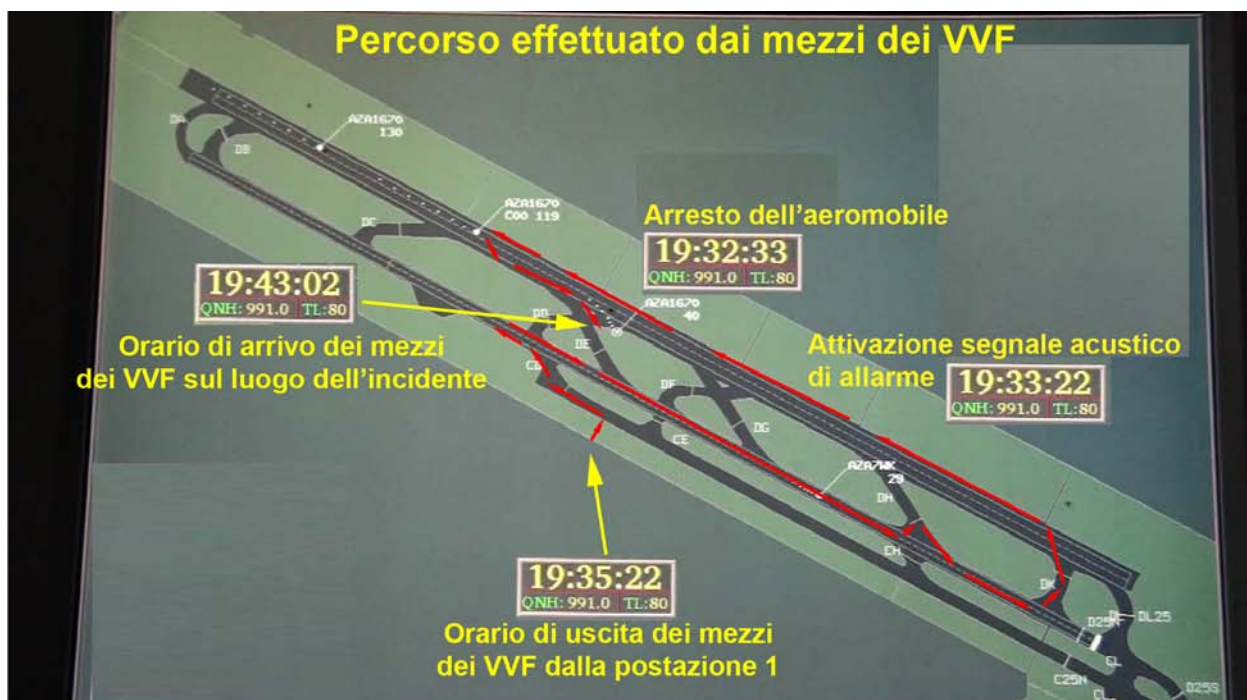 Percorso effettuato dai mezzi dei VVF
DA
DB
AZA1670
130
AZA1670
C00 119
DC
Arresto dell'aeromobile
19:32:33
QNH: 991.0 TL:80
19:43:02
QNH: 991.0 TL:80
AZA1670
40
DD
DE
Orario di arrivo dei mezzi
dei VVF sul luogo dell'incidente
Attivazione segnale acustico
di allarme
19:33:22
QNH: 991.0 TL:80
CD
DF
DG
CE
AZA7WK
29
DH
CH
DK
19:35:22
QNH: 991.0 TL:80
DL25
Orario di uscita dei mezzi
dei VVF dalla postazione 1
CL
C25N
D25S